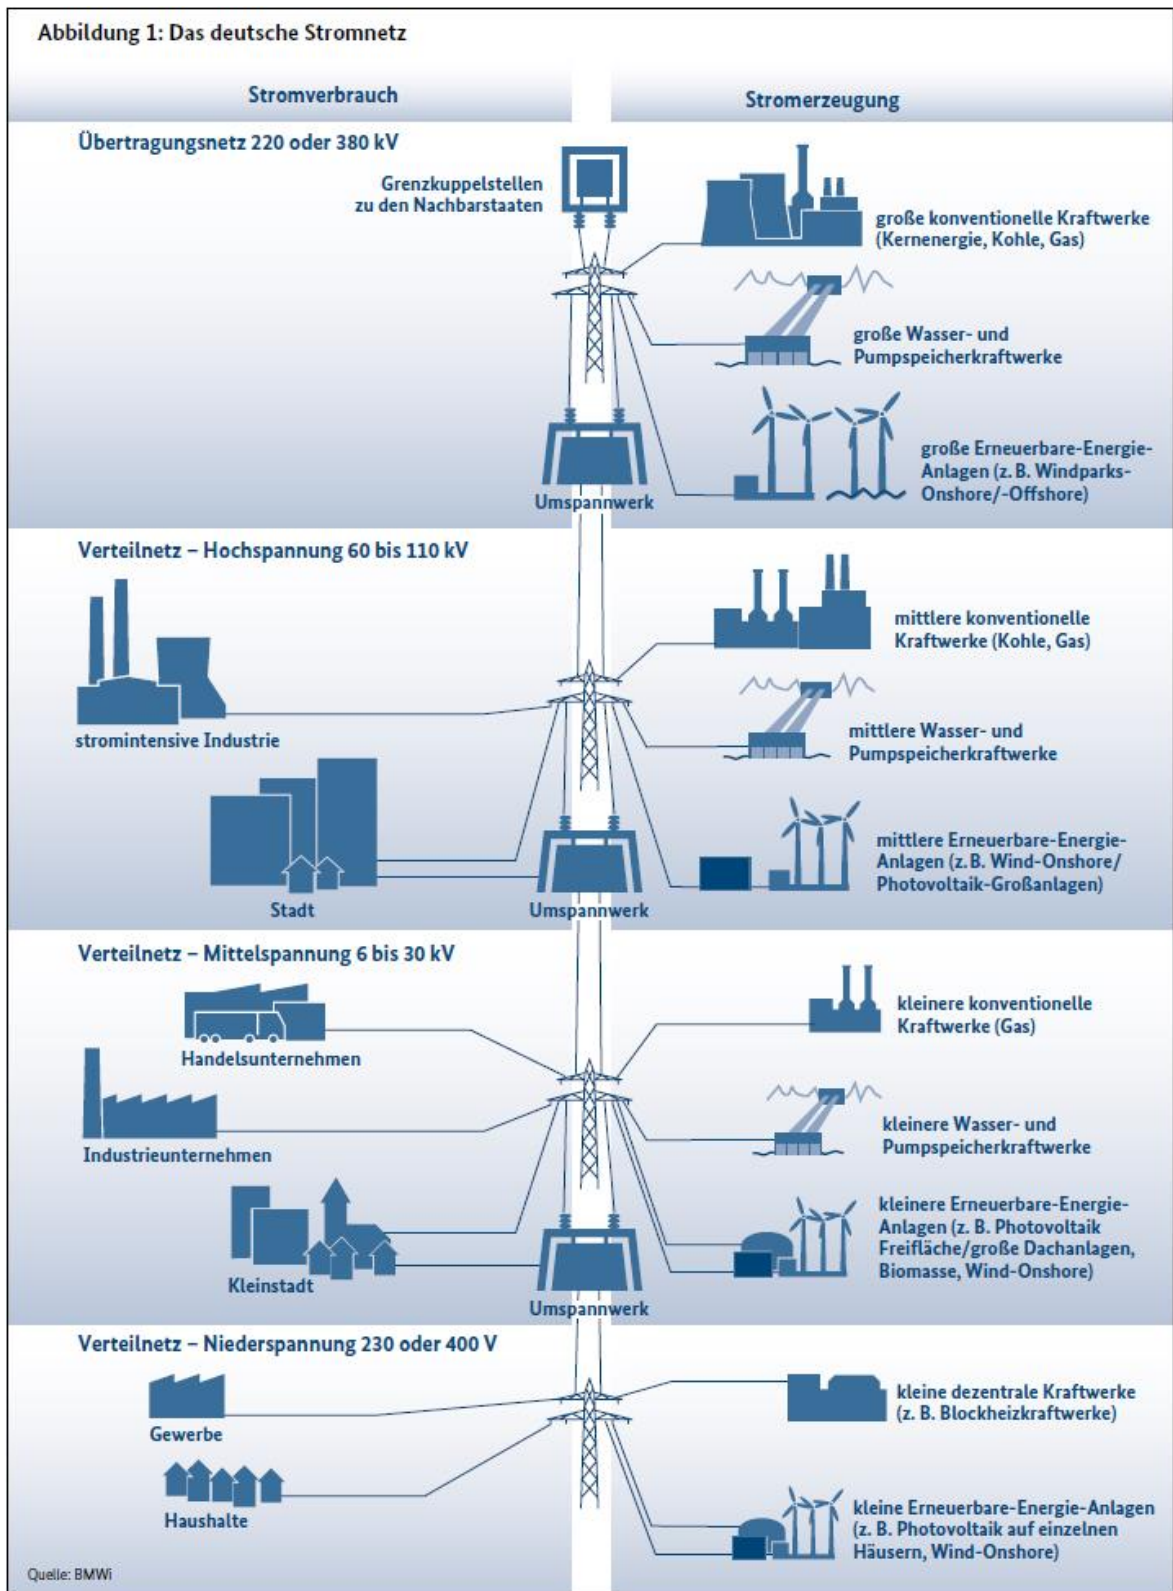 Abbildung 1: Das deutsche Stromnetz
Stromverbrauch
Stromerzeugung
Übertragungsnetz 220 oder 380 kV
Grenzkuppelstellen
zu den Nachbarstaaten
große konventionelle Kraftwerke
(Kernenergie, Kohle, Gas)
große Wasser- und
Pumpspeicherkraftwerke
große Erneuerbare-Energie-
Anlagen (z. B. Windparks-
Onshore/-Offshore)
Umspannwerk
Verteilnetz – Hochspannung 60 bis 110 kV
stromintensive Industrie
Stadt
mittlere konventionelle
Kraftwerke (Kohle, Gas)
mittlere Wasser- und
Pumpspeicherkraftwerke
mittlere Erneuerbare-Energie-
Anlagen (z. B. Wind-Onshore/
Photovoltaik-Großanlagen)
Umspannwerk
Verteilnetz – Mittelspannung 6 bis 30 kV
Handelsunternehmen
Industrieunternehmen
Kleinstadt
kleinere konventionelle
Kraftwerke (Gas)
kleinere Wasser- und
Pumpspeicherkraftwerke
kleinere Erneuerbare-Energie-
Anlagen (z. B. Photovoltaik
Freifläche/große Dachanlagen,
Biomasse, Wind-Onshore)
Umspannwerk
Verteilnetz – Niederspannung 230 oder 400 V
Gewerbe
Haushalte
kleine dezentrale Kraftwerke
(z. B. Blockheizkraftwerke)
kleine Erneuerbare-Energie-Anlagen
(z. B. Photovoltaik auf einzelnen
Häusern, Wind-Onshore)
Quelle: BMWi